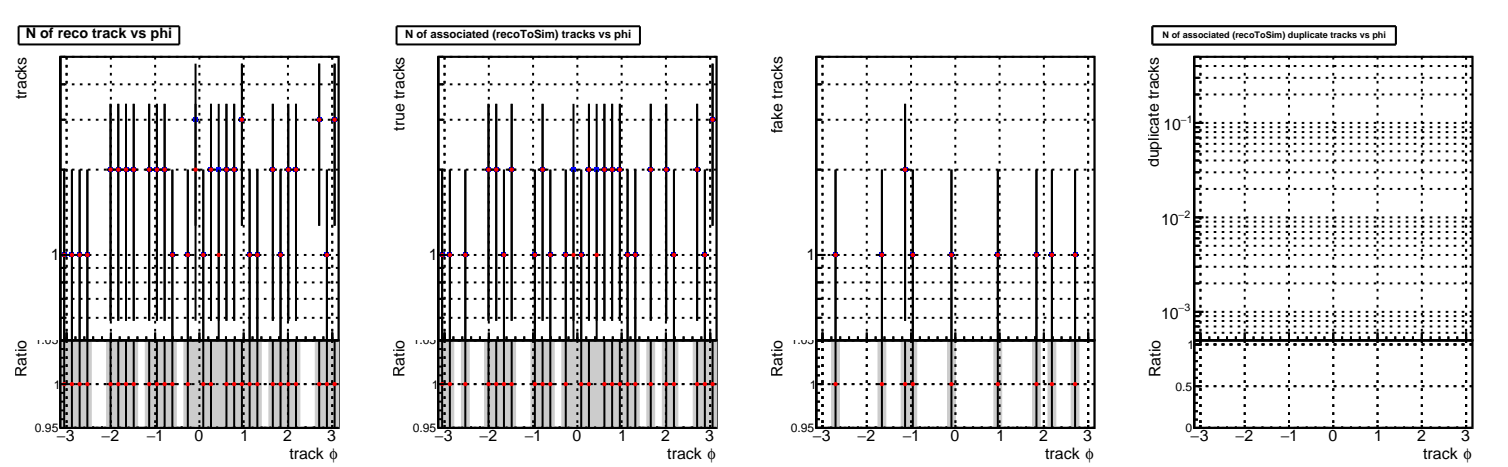 N of reco track vs phi
tracks
1
Ratio
1
0.95
−3 −2 −1 0 1 2 3
track ϕ
N of associated (recoToSim) tracks vs phi
true tracks
1
Ratio
1
0.95
−3 −2 −1 0 1 2 3
track ϕ
fake tracks
1
Ratio
1
0.95
−3 −2 −1 0 1 2 3
track ϕ
N of associated (recoToSim) duplicate tracks vs phi
duplicate tracks
10⁻¹
10⁻²
10⁻³
Ratio
1
0.5
0
−3 −2 −1 0 1 2 3
track ϕ